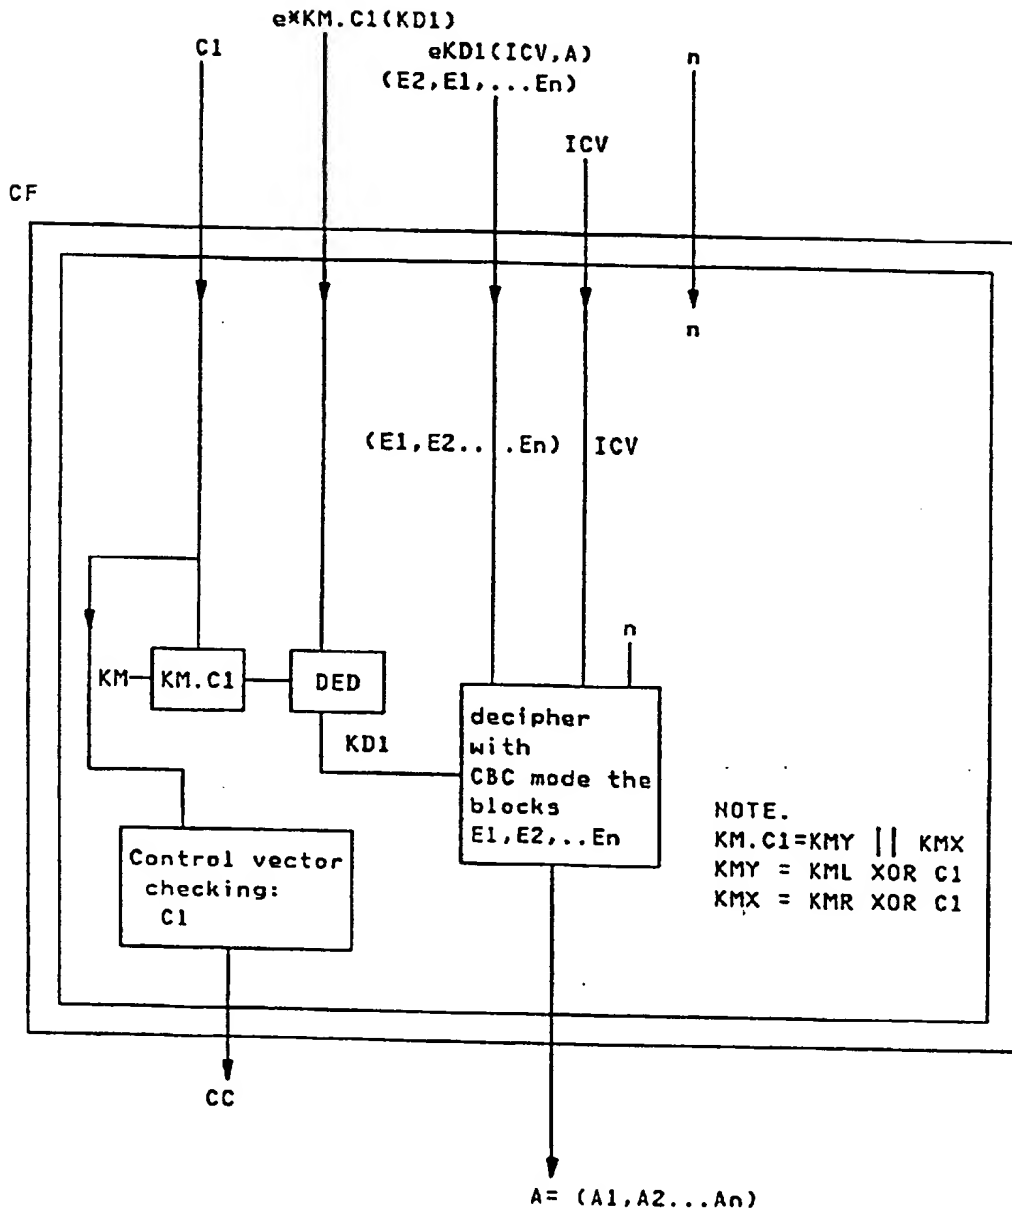 e*KM.C1(KD1)
C1
eKD1(ICV,A)
n
(E2,E1,...En)
ICV
CF
n
(E1,E2....En)
ICV
n
KM
KM.C1
DED
KD1
decipher
with
CBC mode the
blocks
E1,E2,..En
NOTE.
KM.C1=KMY || KMX
KMY = KML XOR C1
KMX = KMR XOR C1
Control vector
checking:
C1
CC
A= (A1,A2...An)